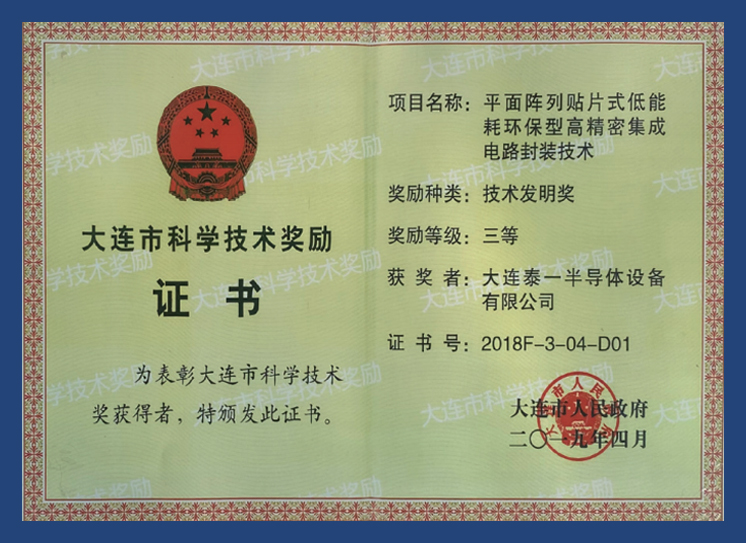 大连市科学技术奖励
证书
为表彰大连市科学技术
奖获得者，特颁发此证书。
项目名称：平面阵列贴片式低能
耗环保型高精密集成
电路封装技术
奖励种类：技术发明奖
奖励等级：三等
获奖者：大连泰一半导体设备
有限公司
证书号：2018F-3-04-D01
大连市人民政府
二〇一九年四月